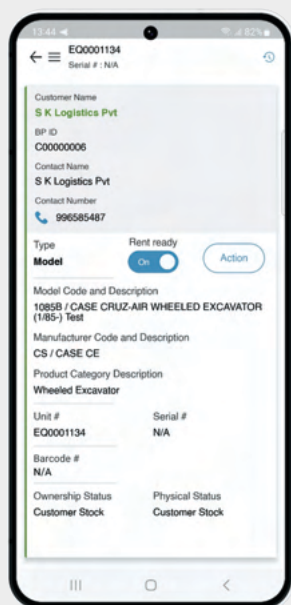 13:44
82%
EQ0001134
Serial # : N/A
Customer Name
S K Logistics Pvt
BP ID
C00000006
Contact Name
S K Logistics Pvt
Contact Number
996585487
Type
Rent ready
Model
On
Action
Model Code and Description
1085B / CASE CRUZ-AIR WHEELED EXCAVATOR
(1/85-) Test
Manufacturer Code and Description
CS / CASE CE
Product Category Description
Wheeled Excavator
Unit #
Serial #
EQ0001134
N/A
Barcode #
N/A
Ownership Status
Physical Status
Customer Stock
Customer Stock